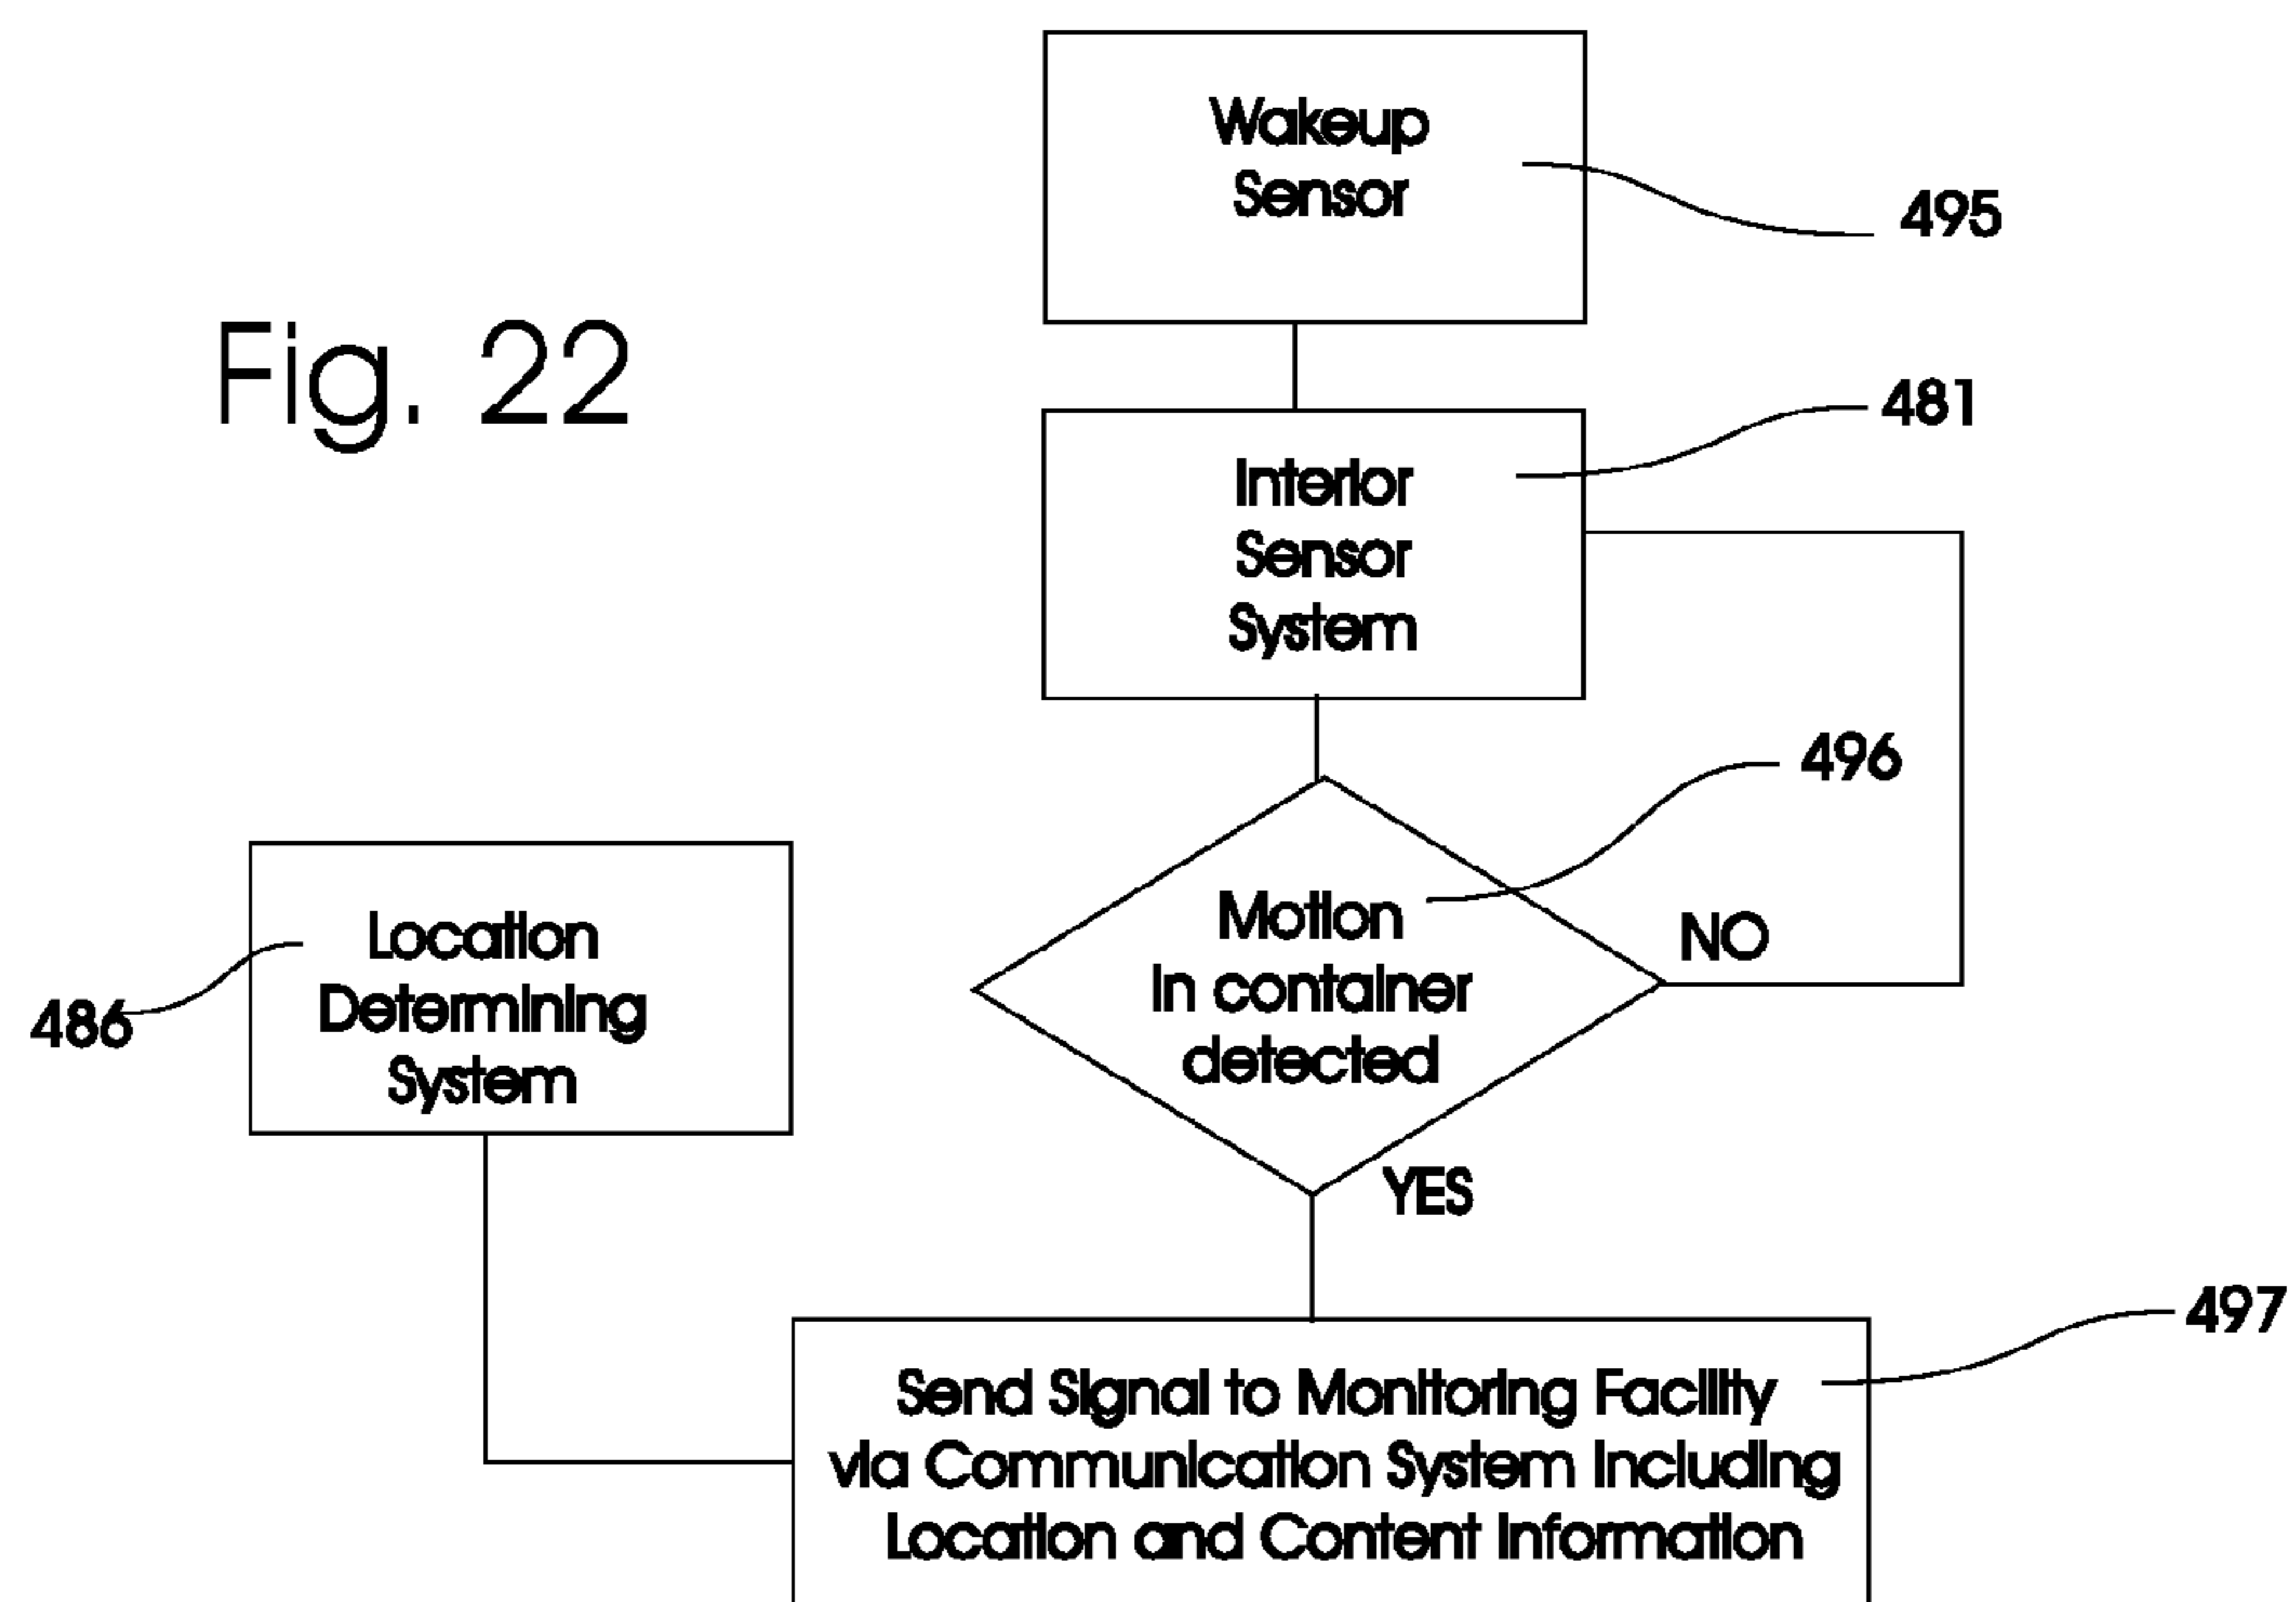 Wakeup
Sensor
495
Fig. 22
481
Interior
Sensor
System
496
Motion
in container
detected
NO
Location
Determining
System
486
YES
497
Send Signal to Monitoring Facility
via Communication System Including
Location and Content Information